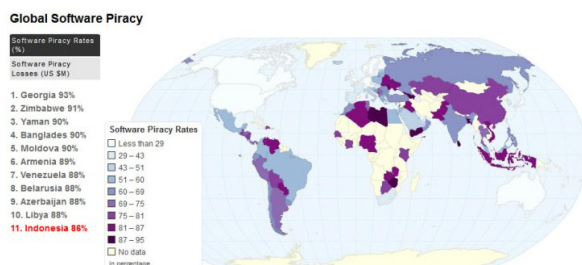 Global Software Piracy
Software Piracy Rates
(%)
Software Piracy
Losses (US $M)
1. Georgia 93%
2. Zimbabwe 91%
3. Yaman 90%
4. Banglades 90%
5. Moldova 90%
6. Armenia 89%
7. Venezuela 88%
8. Belarusia 88%
9. Azerbaijan 88%
10. Libya 88%
11. Indonesia 86%
Software Piracy Rates
Less than 29
29 – 43
43 – 51
51 – 60
60 – 69
69 – 75
75 – 81
81 – 87
87 – 95
No data
in percentage